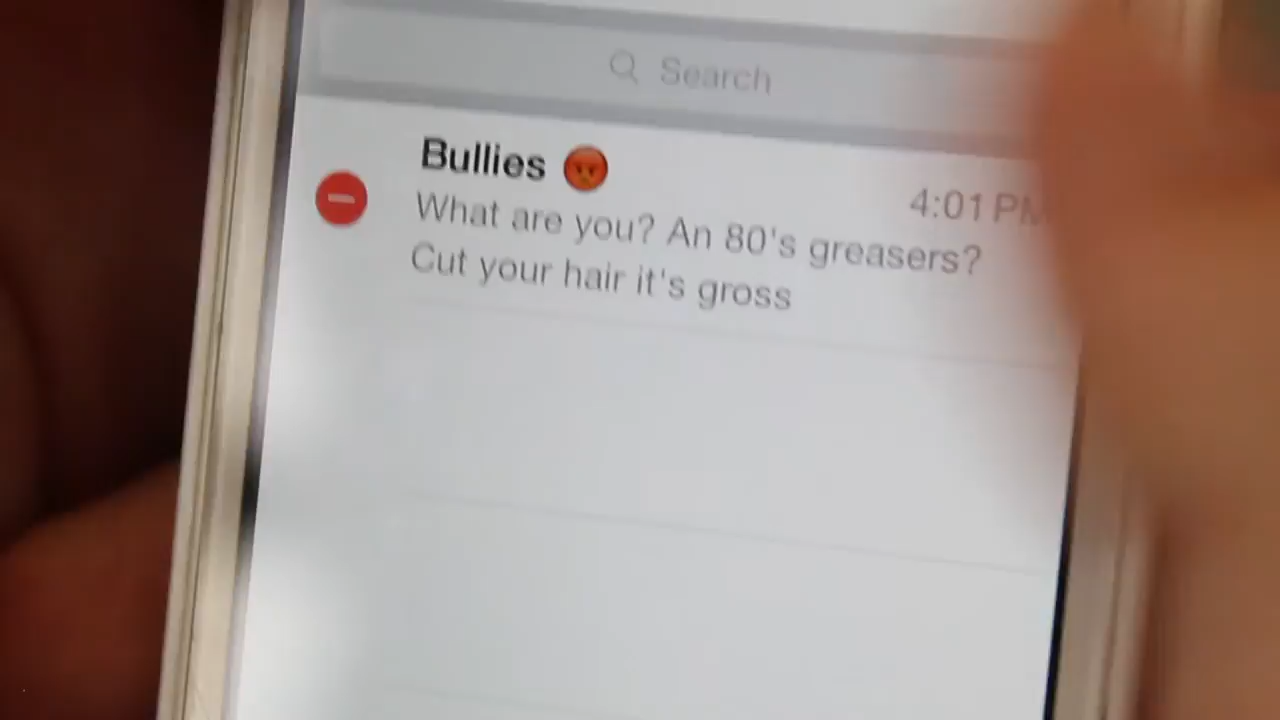 Search
Bullies 😡
4:01 PM
What are you? An 80's greasers?
Cut your hair it's gross